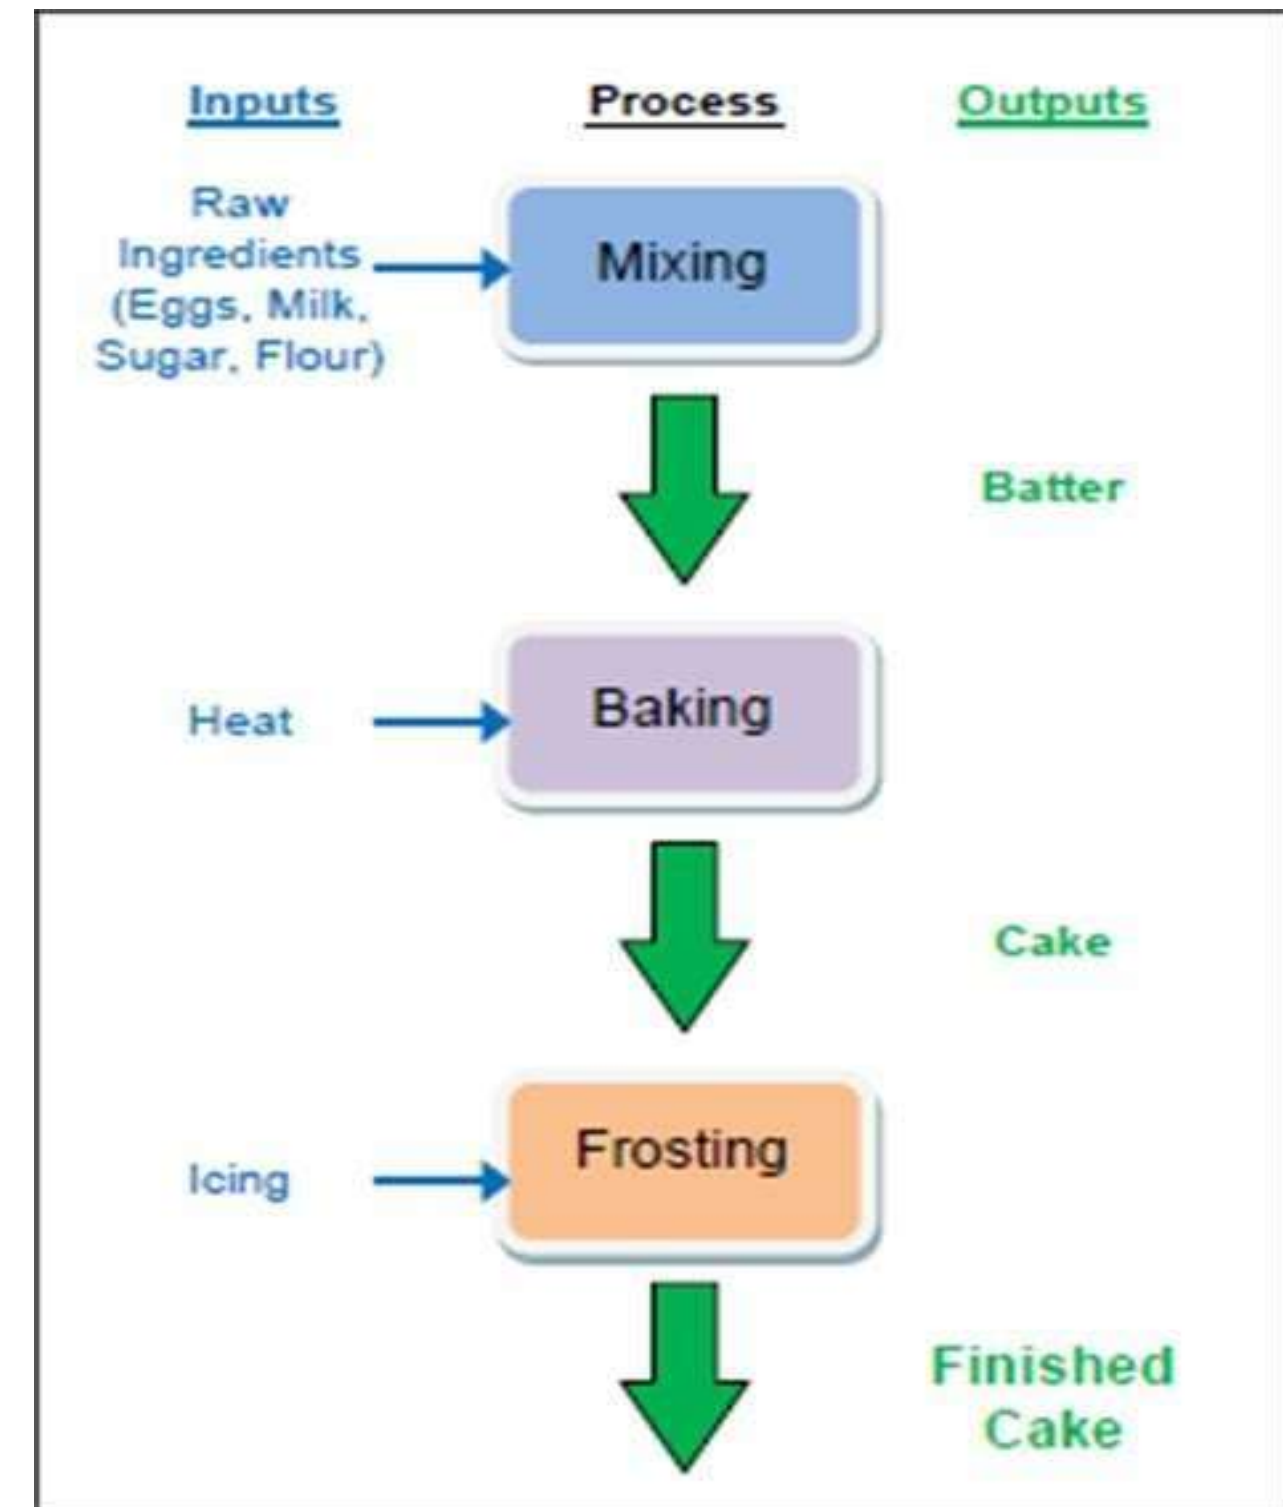 Inputs Process Outputs
Raw
Ingredients
(Eggs, Milk,
Sugar, Flour)
Mixing
Batter
Heat
Baking
Cake
Icing
Frosting
Finished
Cake